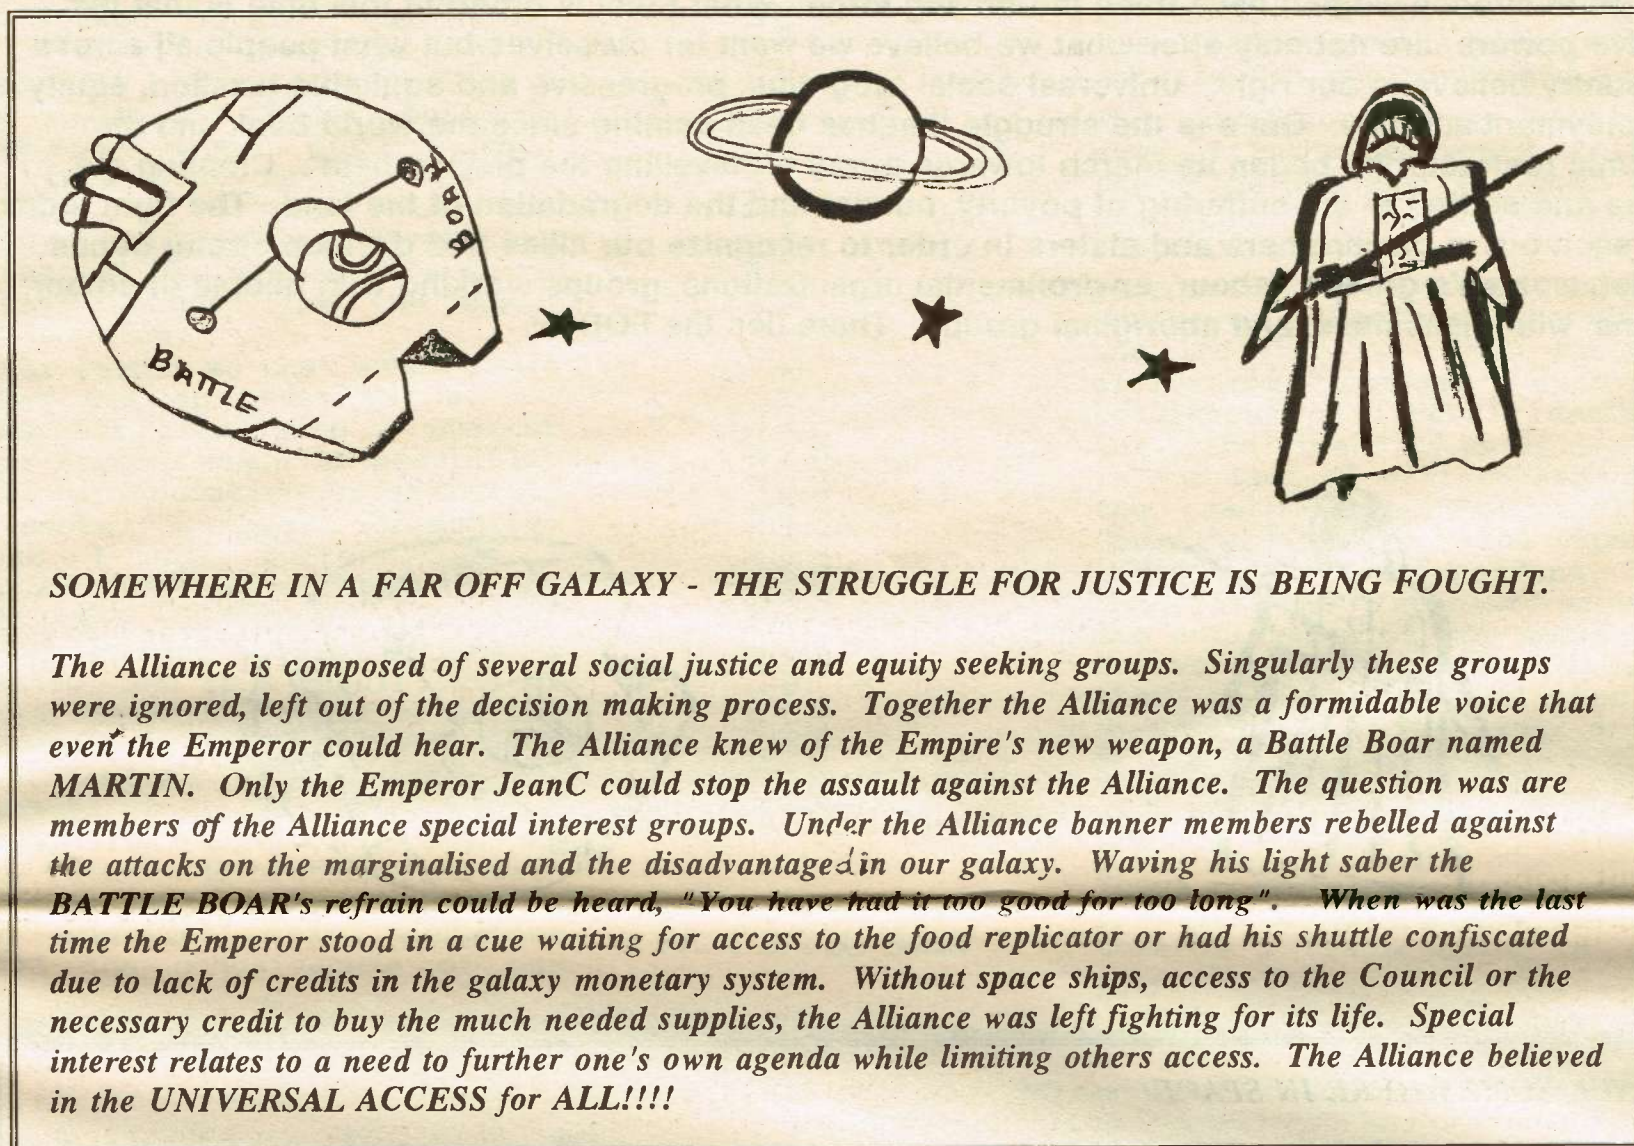 BATTLE BOAR
SOMEWHERE IN A FAR OFF GALAXY - THE STRUGGLE FOR JUSTICE IS BEING FOUGHT.
The Alliance is composed of several social justice and equity seeking groups. Singularly these groups
were ignored, left out of the decision making process. Together the Alliance was a formidable voice that
even the Emperor could hear. The Alliance knew of the Empire's new weapon, a Battle Boar named
MARTIN. Only the Emperor JeanC could stop the assault against the Alliance. The question was are
members of the Alliance special interest groups. Under the Alliance banner members rebelled against
the attacks on the marginalised and the disadvantaged in our galaxy. Waving his light saber the
BATTLE BOAR's refrain could be heard, "You have had it too good for too long". When was the last
time the Emperor stood in a cue waiting for access to the food replicator or had his shuttle confiscated
due to lack of credits in the galaxy monetary system. Without space ships, access to the Council or the
necessary credit to buy the much needed supplies, the Alliance was left fighting for its life. Special
interest relates to a need to further one's own agenda while limiting others access. The Alliance believed
in the UNIVERSAL ACCESS for ALL!!!!